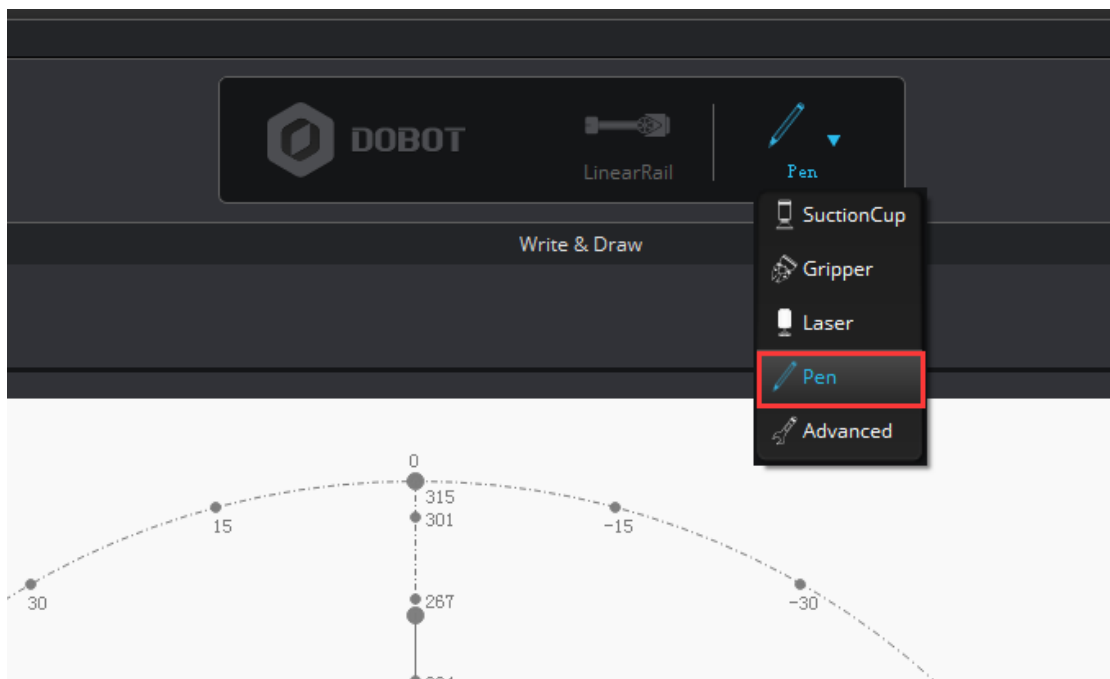 DOBOT
LinearRail
Pen
Write & Draw
SuctionCup
Gripper
Laser
Pen
Advanced
0
315
301
15
-15
267
30
-30